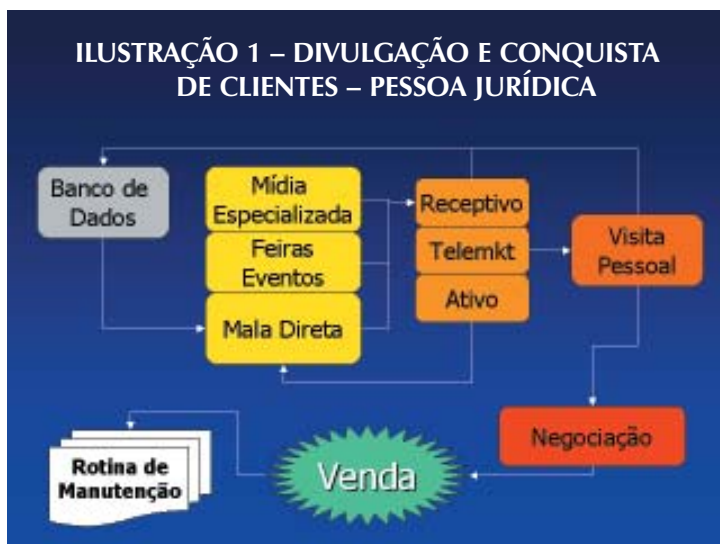 ILUSTRAÇÃO 1 – DIVULGAÇÃO E CONQUISTA
DE CLIENTES – PESSOA JURÍDICA
Banco de
Dados
Mídia
Especializada
Feiras
Eventos
Mala Direta
Receptivo
Telemkt
Ativo
Visita
Pessoal
Negociação
Venda
Rotina de
Manutenção